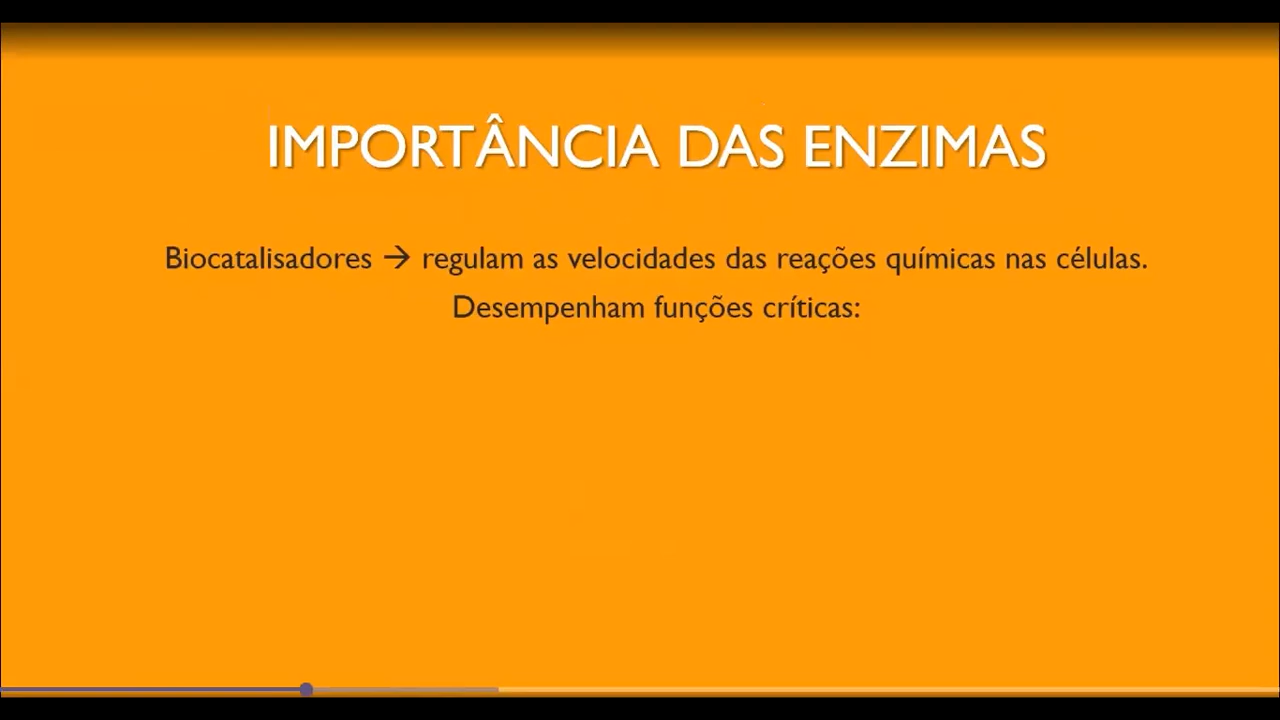 IMPORTÂNCIA DAS ENZIMAS
Biocatalisadores → regulam as velocidades das reações químicas nas células.
Desempenham funções críticas: